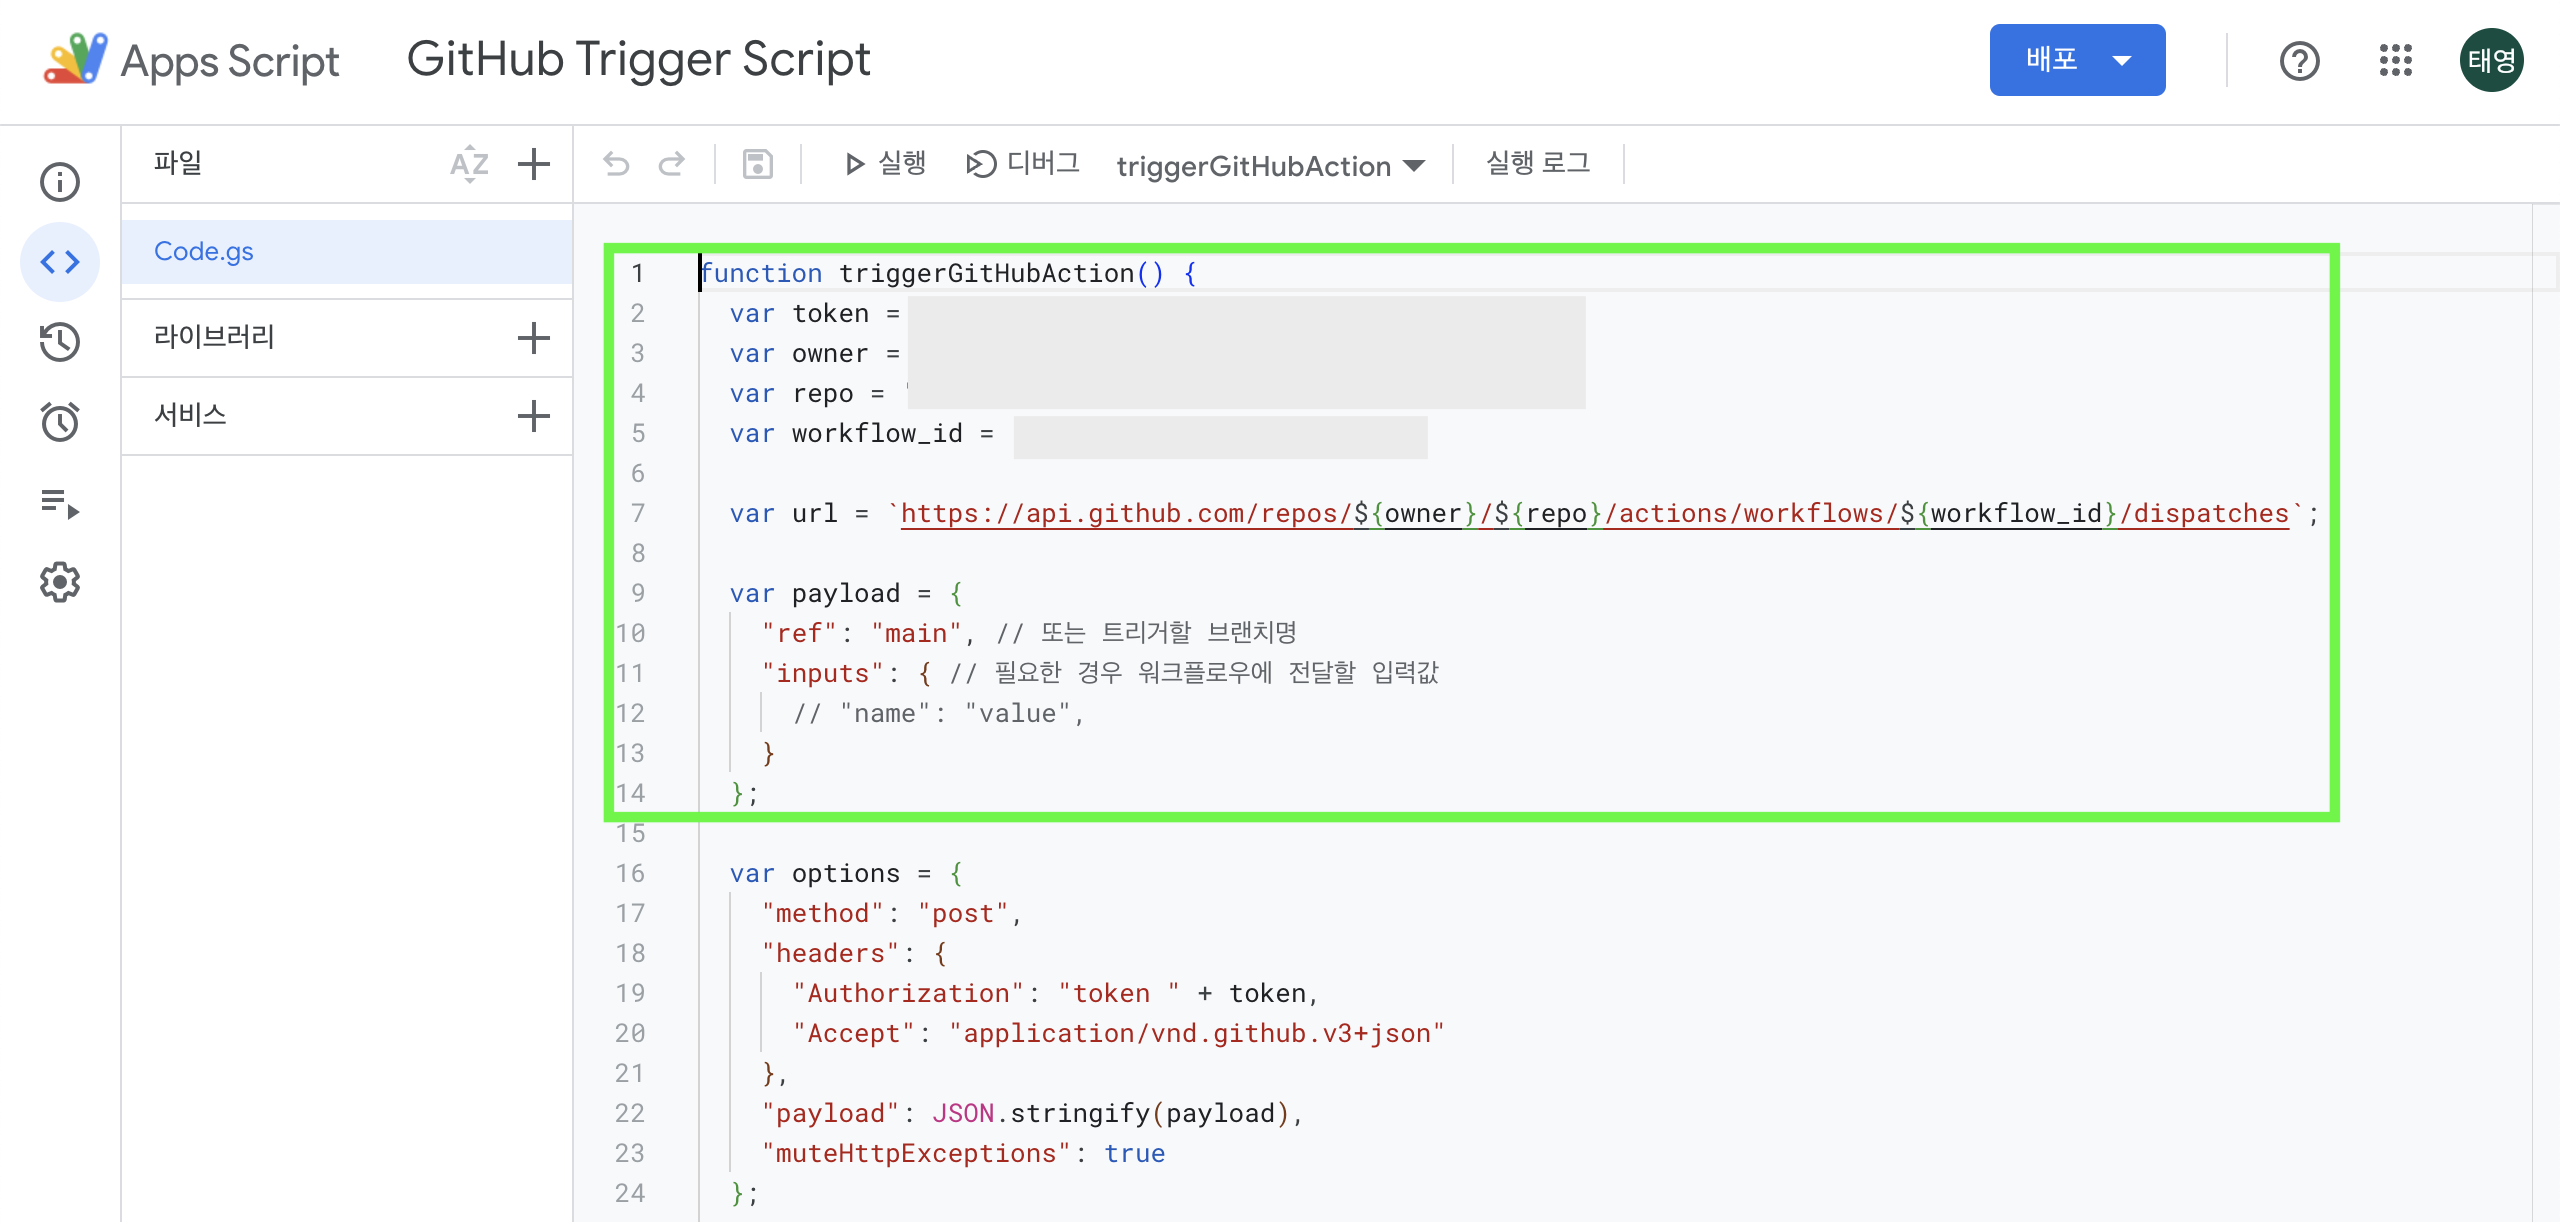 Apps Script
GitHub Trigger Script
배포
태영
파일
AZ
실행
디버그
triggerGitHubAction
실행 로그
Code.gs
라이브러리
서비스
1 function triggerGitHubAction() {
2 var token =
3 var owner =
4 var repo = '
5 var workflow_id =
6
7 var url = `https://api.github.com/repos/${owner}/${repo}/actions/workflows/${workflow_id}/dispatches`;
8
9 var payload = {
10 "ref": "main", // 또는 트리거할 브랜치명
11 "inputs": { // 필요한 경우 워크플로우에 전달할 입력값
12 // "name": "value",
13 }
14 };
15
16 var options = {
17 "method": "post",
18 "headers": {
19 "Authorization": "token " + token,
20 "Accept": "application/vnd.github.v3+json"
21 },
22 "payload": JSON.stringify(payload),
23 "muteHttpExceptions": true
24 };